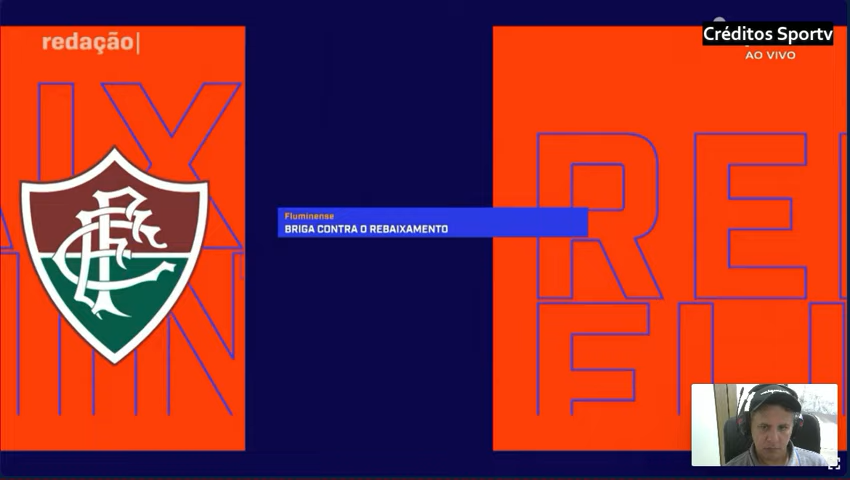 redação
Créditos Sportv
AO VIVO
Fluminense
BRIGA CONTRA O REBAIXAMENTO